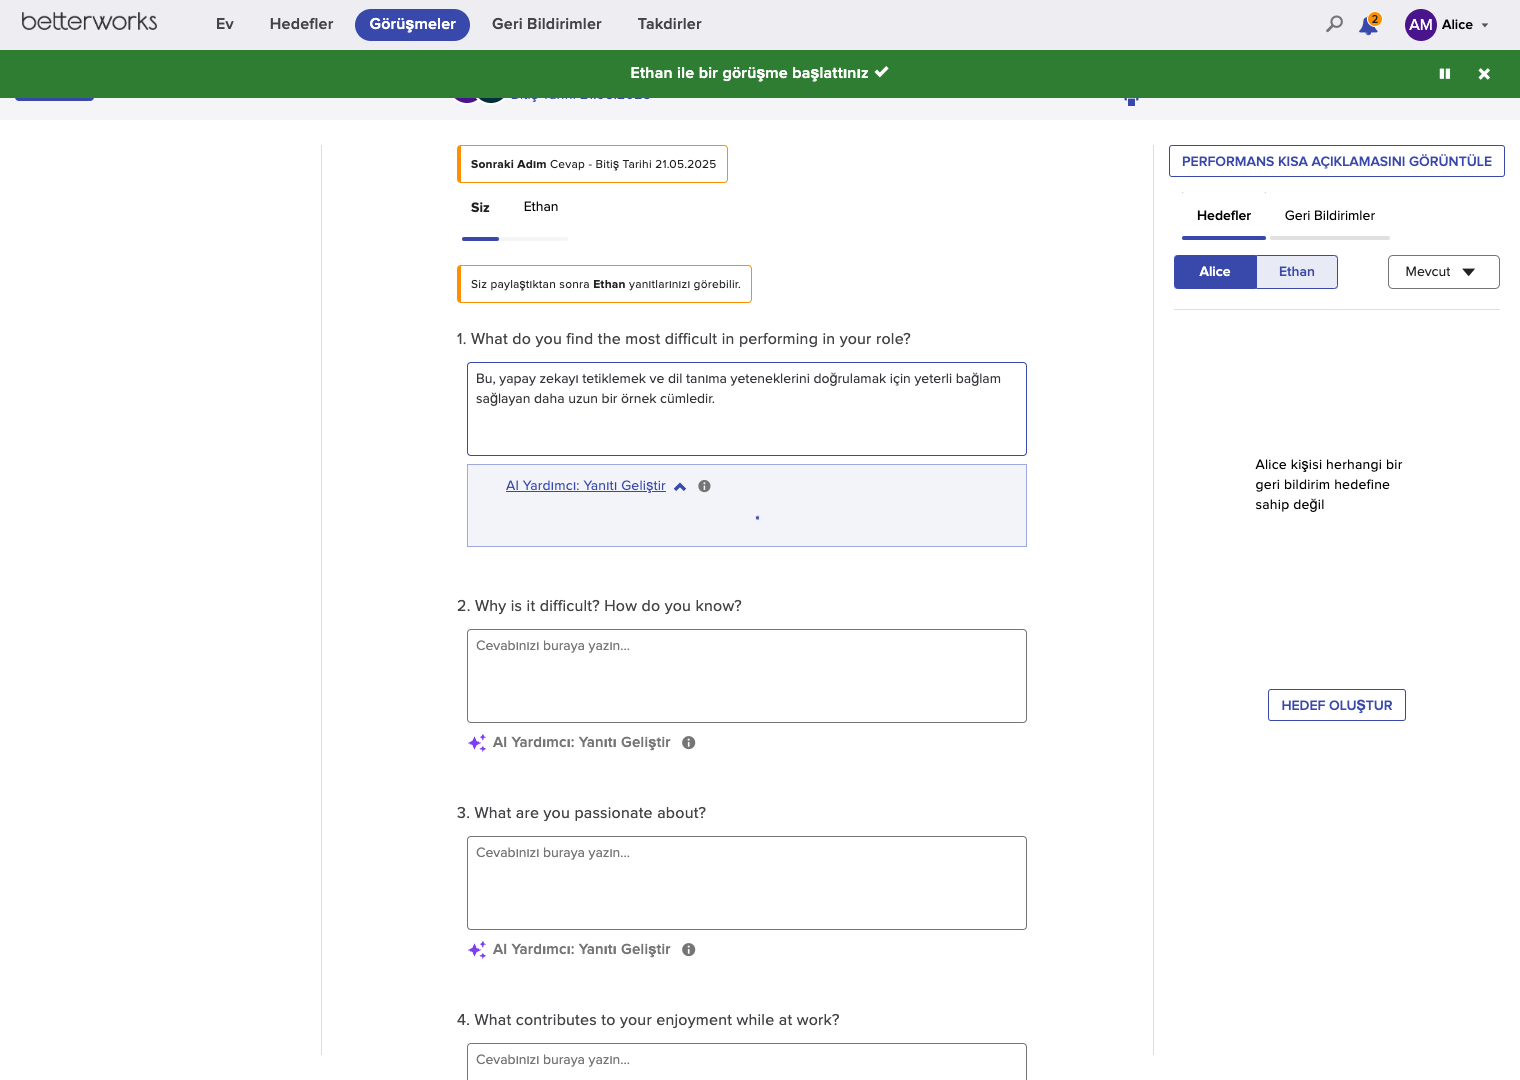 betterworks
Ev
Hedefler
Görüşmeler
Geri Bildirimler
Takdirler
2
AM
Alice
Ethan ile bir görüşme başlattınız
Sonraki Adım Cevap - Bitiş Tarihi 21.05.2025
Siz
Ethan
Siz paylaştıktan sonra Ethan yanıtlarınızı görebilir.
1. What do you find the most difficult in performing in your role?
Bu, yapay zekayı tetiklemek ve dil tanıma yeteneklerini doğrulamak için yeterli bağlam
sağlayan daha uzun bir örnek cümledir.
AI Yardımcı: Yanıtı Geliştir
2. Why is it difficult? How do you know?
Cevabınızı buraya yazın...
AI Yardımcı: Yanıtı Geliştir
3. What are you passionate about?
Cevabınızı buraya yazın...
AI Yardımcı: Yanıtı Geliştir
4. What contributes to your enjoyment while at work?
Cevabınızı buraya yazın...
PERFORMANS KISA AÇIKLAMASINI GÖRÜNTÜLE
Hedefler
Geri Bildirimler
Alice
Ethan
Mevcut
Alice kişisi herhangi bir
geri bildirim hedefine
sahip değil
HEDEF OLUŞTUR